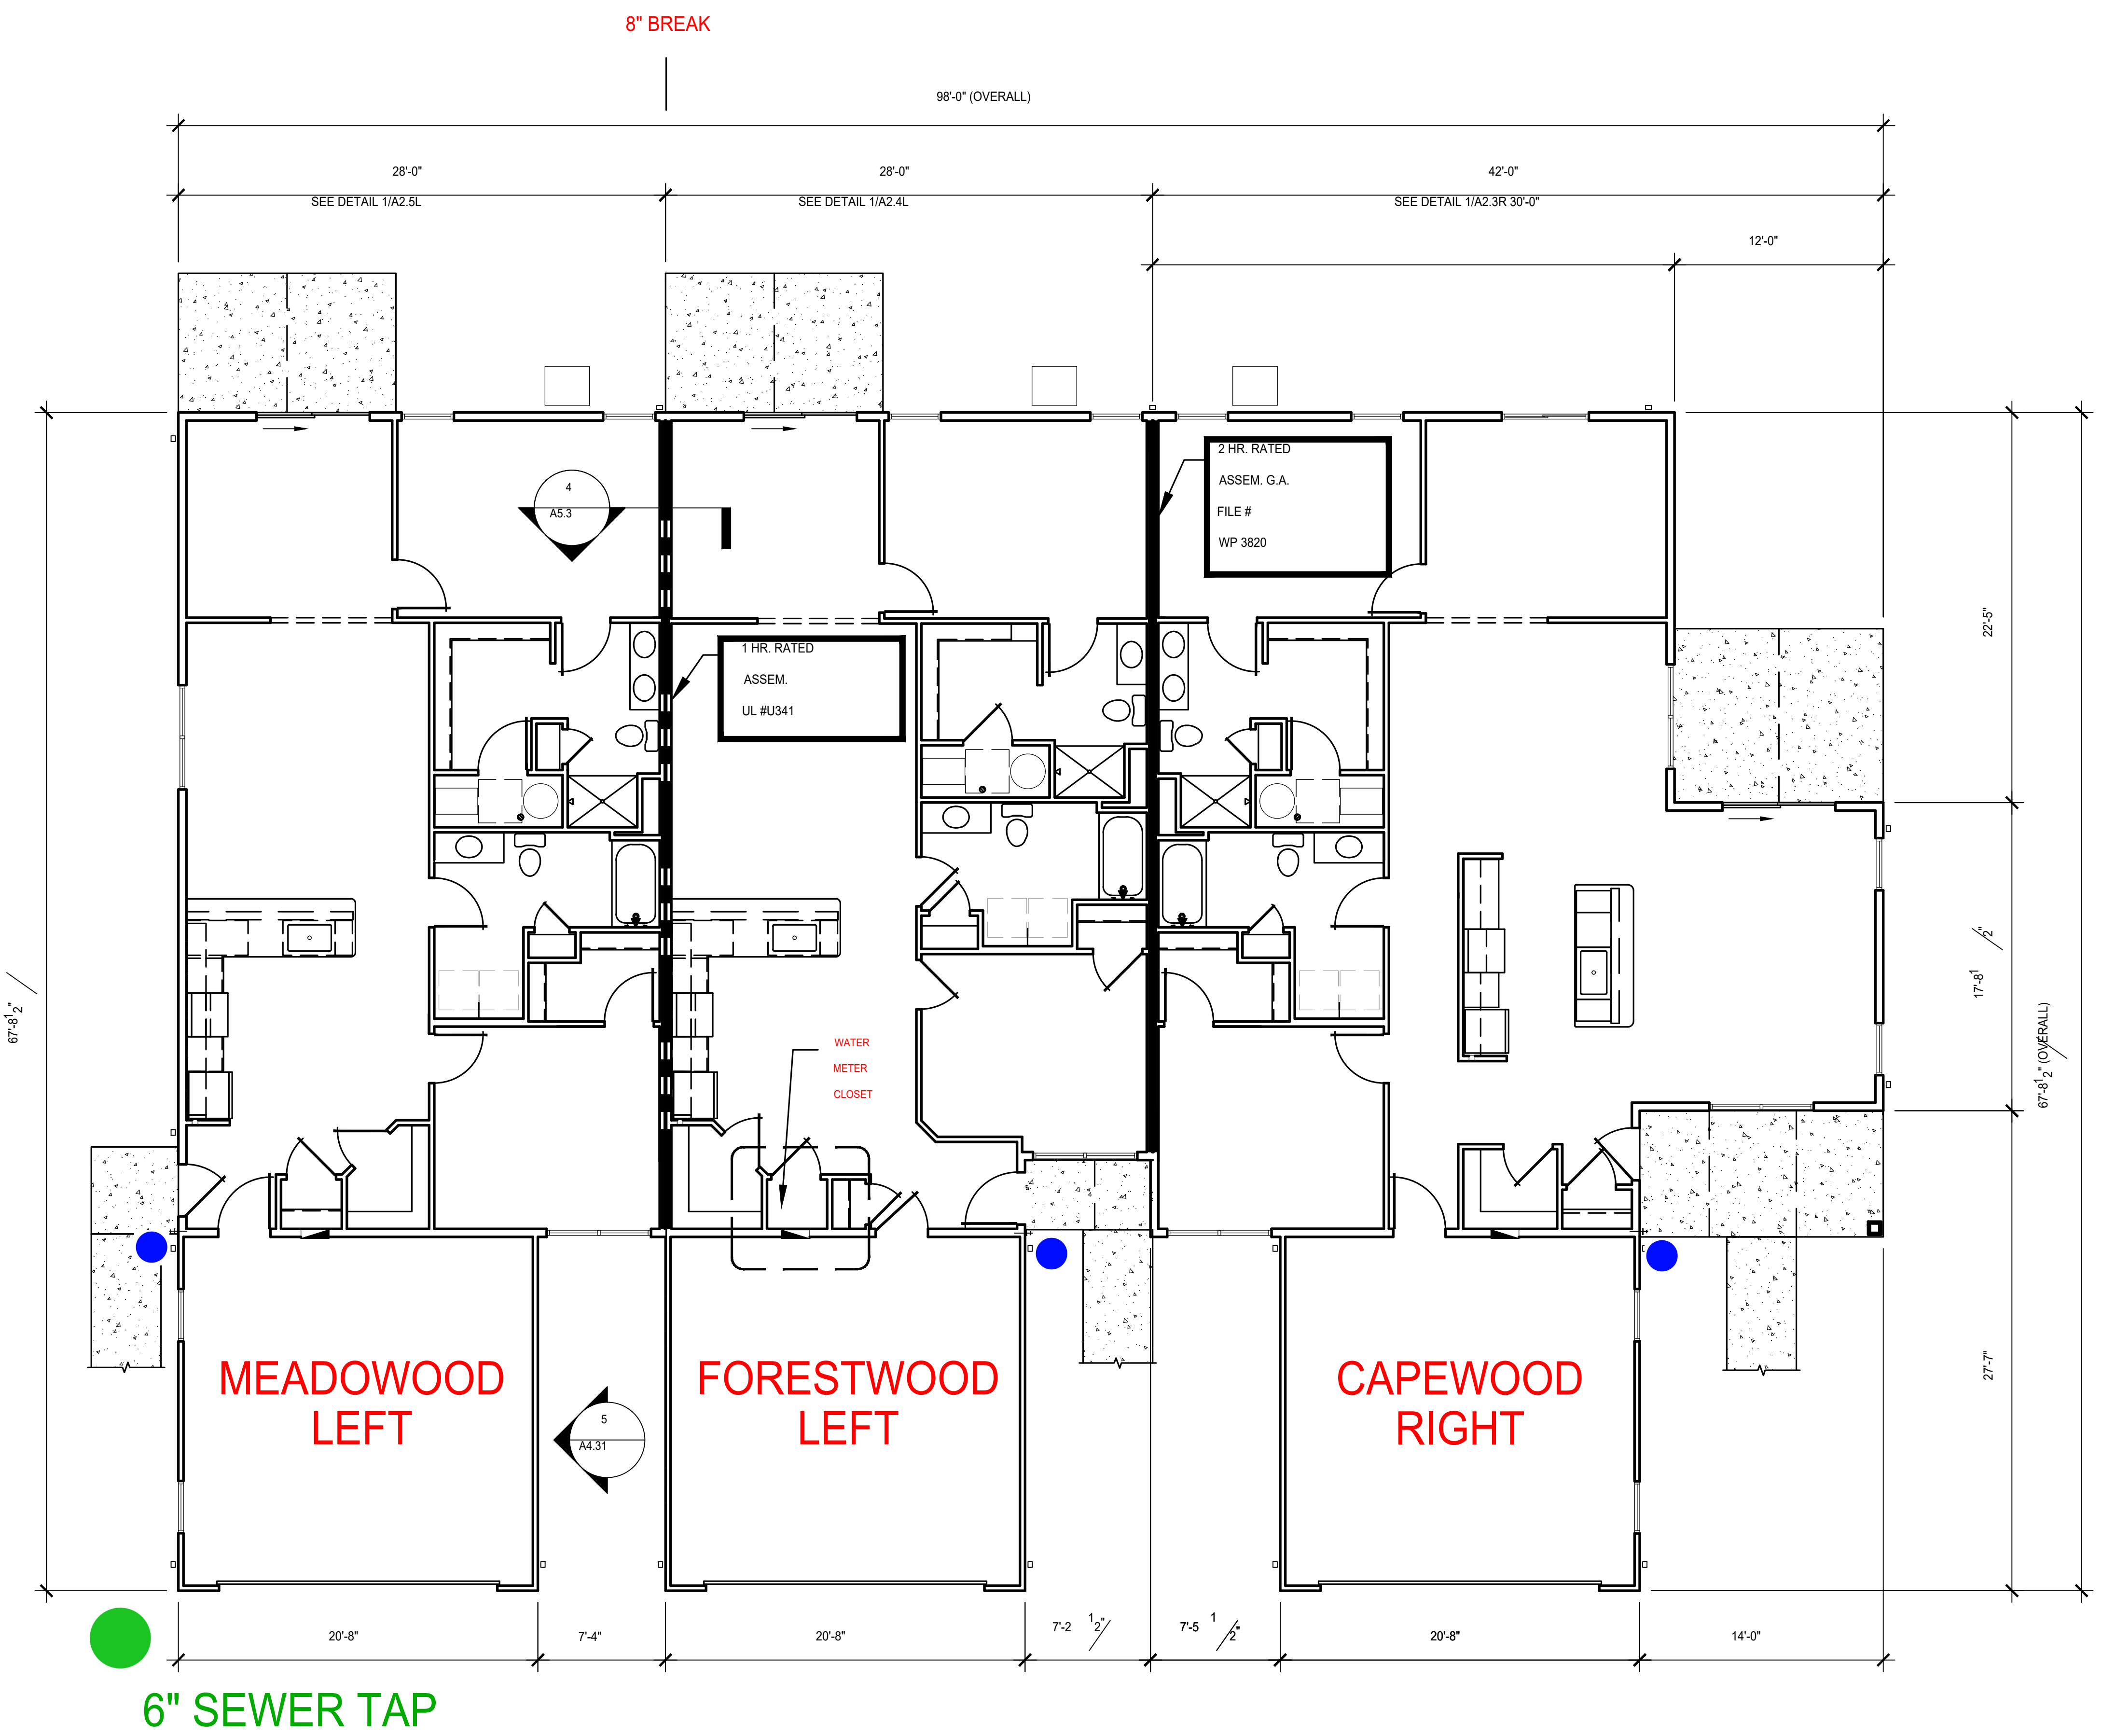 8" BREAK
98'-0" (OVERALL)
28'-0"
28'-0"
42'-0"
SEE DETAIL 1/A2.5L
SEE DETAIL 1/A2.4L
SEE DETAIL 1/A2.3R 30'-0"
12'-0"
2 HR. RATED
ASSEM. G.A.
FILE #
WP 3820
4
A5.3
1 HR. RATED
ASSEM.
UL #U341
22'-5"
17'-8 1/2"
67'-8 1/2"
67'-8 1/2" (OVERALL)
WATER
METER
CLOSET
27'-7"
MEADOWOOD
LEFT
FORESTWOOD
LEFT
CAPEWOOD
RIGHT
5
A4.31
20'-8"
7'-4"
20'-8"
7'-2 1/2"
7'-5 1/2"
20'-8"
14'-0"
6" SEWER TAP